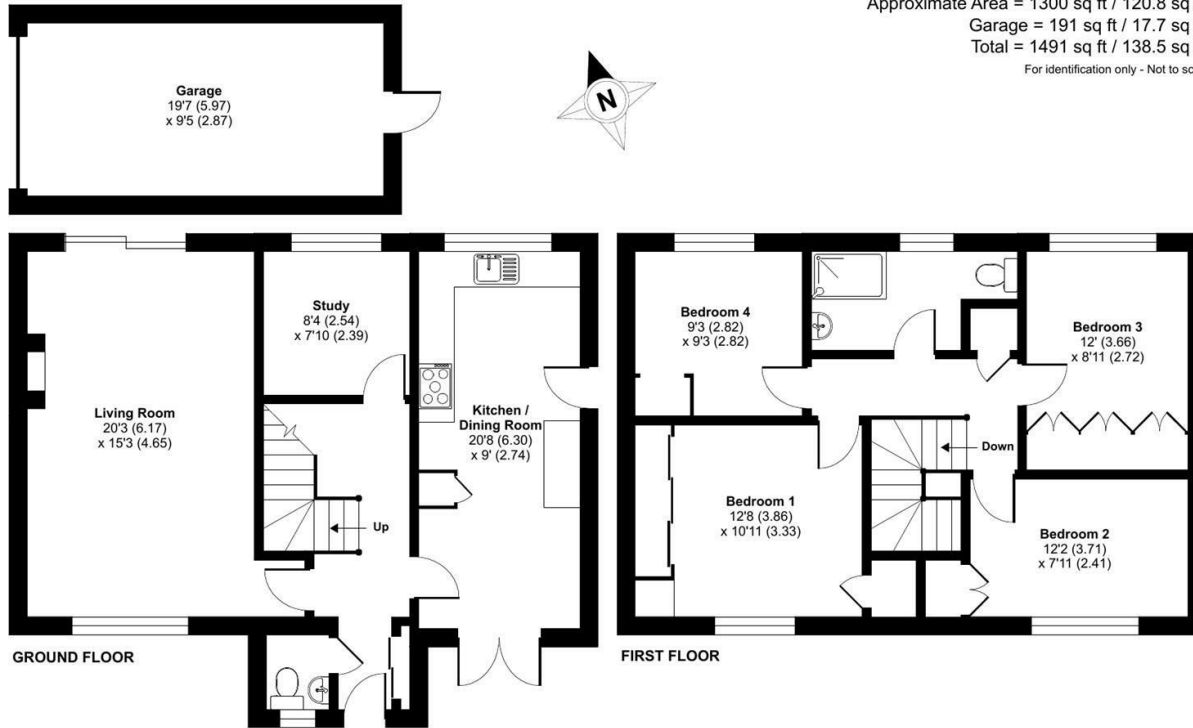 Approximate Area = 1300 sq ft / 120.8 sq
Garage = 191 sq ft / 17.7 sq
Total = 1491 sq ft / 138.5 sq
For identification only - Not to sc
Garage
19'7 (5.97)
x 9'5 (2.87)
N
Living Room
20'3 (6.17)
x 15'3 (4.65)
Study
8'4 (2.54)
x 7'10 (2.39)
Up
Kitchen /
Dining Room
20'8 (6.30)
x 9' (2.74)
GROUND FLOOR
Bedroom 4
9'3 (2.82)
x 9'3 (2.82)
Bedroom 3
12' (3.66)
x 8'11 (2.72)
Down
Bedroom 1
12'8 (3.86)
x 10'11 (3.33)
Bedroom 2
12'2 (3.71)
x 7'11 (2.41)
FIRST FLOOR